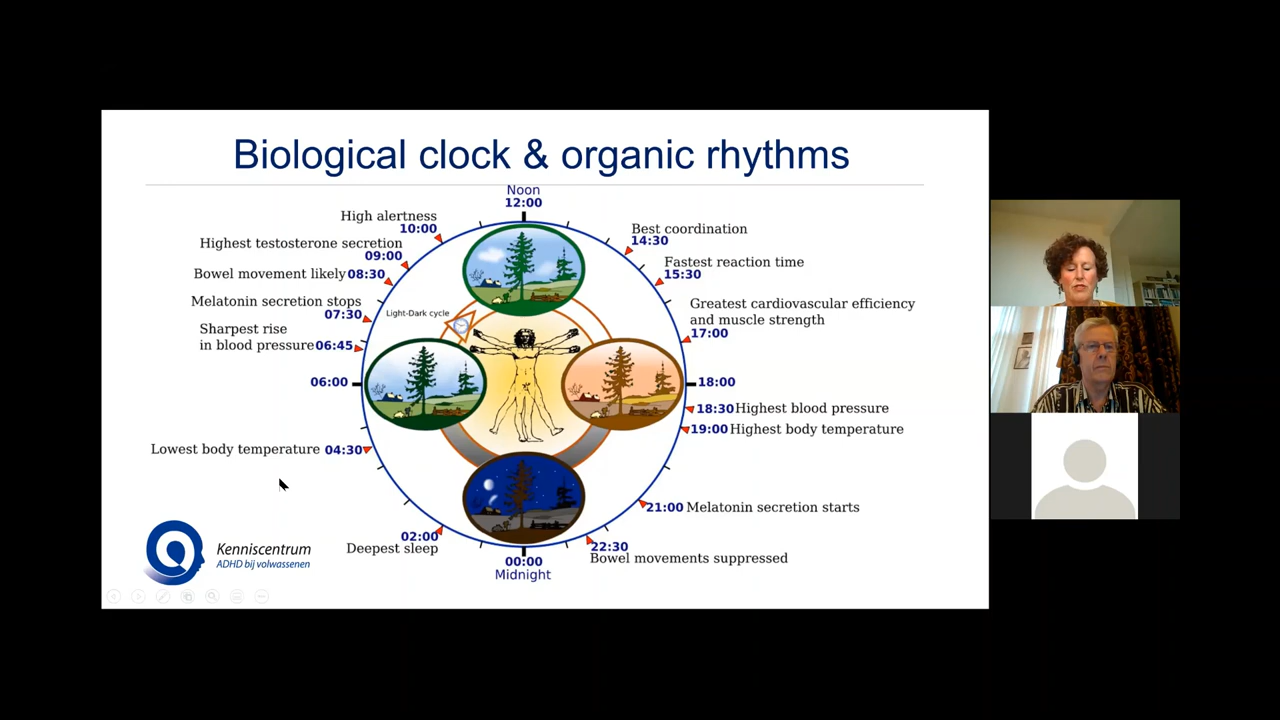 Biological clock & organic rhythms
Noon
12:00
High alertness
10:00
Highest testosterone secretion
09:00
Bowel movement likely 08:30
Melatonin secretion stops
07:30
Light-Dark cycle
Sharpest rise
in blood pressure 06:45
06:00
Lowest body temperature 04:30
02:00
Deepest sleep
00:00
Midnight
Best coordination
14:30
Fastest reaction time
15:30
Greatest cardiovascular efficiency
and muscle strength
17:00
18:00
18:30 Highest blood pressure
19:00 Highest body temperature
21:00 Melatonin secretion starts
22:30
Bowel movements suppressed
Kenniscentrum
ADHD bij volwassenen